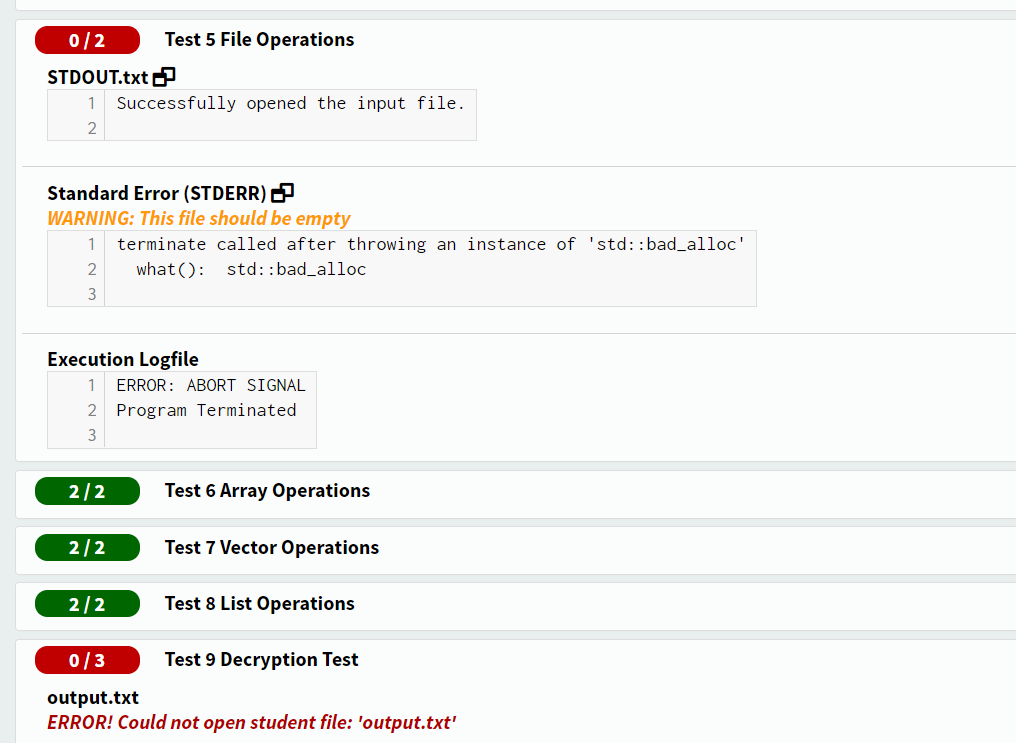 0 / 2 Test 5 File Operations
STDOUT.txt
1 Successfully opened the input file.
2
Standard Error (STDERR)
WARNING: This file should be empty
1 terminate called after throwing an instance of 'std::bad_alloc'
2 what(): std::bad_alloc
3
Execution Logfile
1 ERROR: ABORT SIGNAL
2 Program Terminated
3
2 / 2 Test 6 Array Operations
2 / 2 Test 7 Vector Operations
2 / 2 Test 8 List Operations
0 / 3 Test 9 Decryption Test
output.txt
ERROR! Could not open student file: 'output.txt'